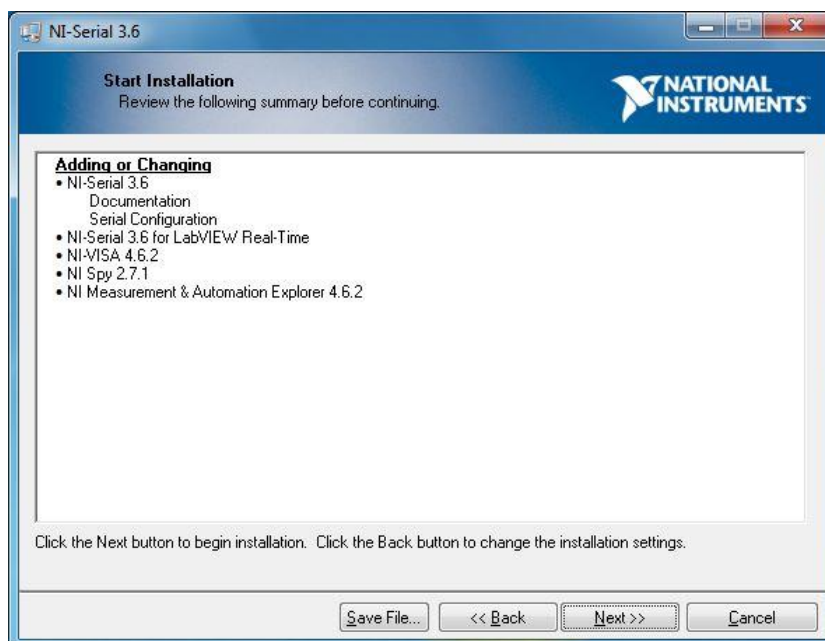 NI-Serial 3.6
Start Installation
Review the following summary before continuing.
NATIONAL
INSTRUMENTS
Adding or Changing
• NI-Serial 3.6
Documentation
Serial Configuration
• NI-Serial 3.6 for LabVIEW Real-Time
• NI-VISA 4.6.2
• NI Spy 2.7.1
• NI Measurement & Automation Explorer 4.6.2
Click the Next button to begin installation. Click the Back button to change the installation settings.
Save File... << Back Next >> Cancel